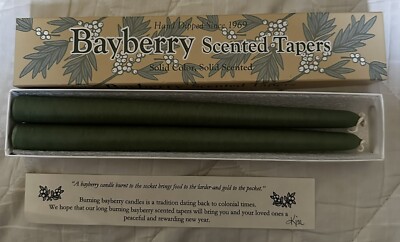 Hand Dipped Since 1969
Bayberry Scented Tapers
Solid Color, Solid Scented
"A bayberry candle burnt to the socket brings food to the larder and gold to the pocket."
Burning bayberry candles is a tradition dating back to colonial times.
We hope that our long burning bayberry scented tapers will bring you and your loved ones a
peaceful and rewarding new year.